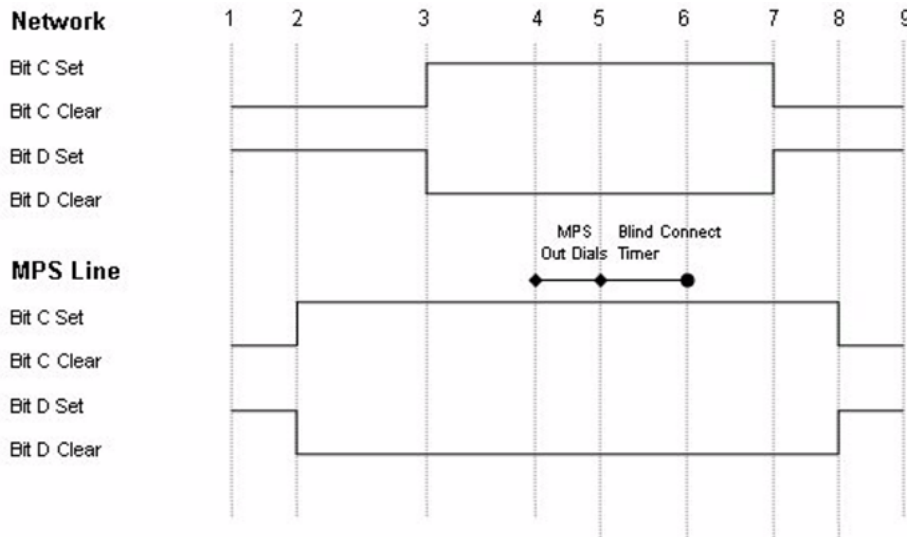 Network 1 2 3 4 5 6 7 8 9
Bit C Set
Bit C Clear
Bit D Set
Bit D Clear
MPS Blind Connect
Out Dials Timer
MPS Line
Bit C Set
Bit C Clear
Bit D Set
Bit D Clear